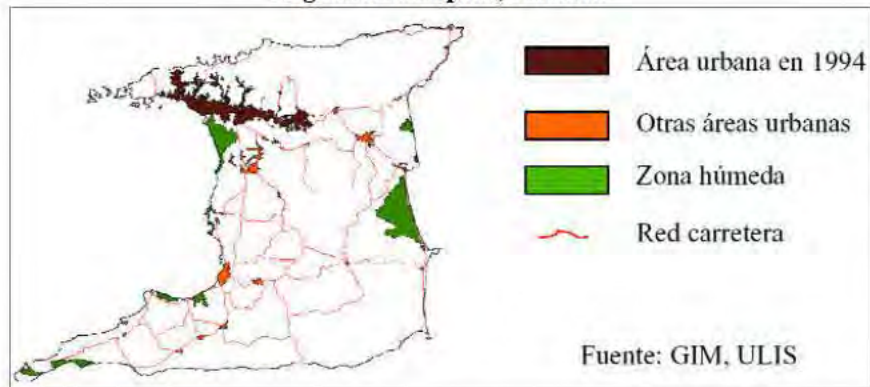 Área urbana en 1994
Otras áreas urbanas
Zona húmeda
Red carretera
Fuente: GIM, ULIS